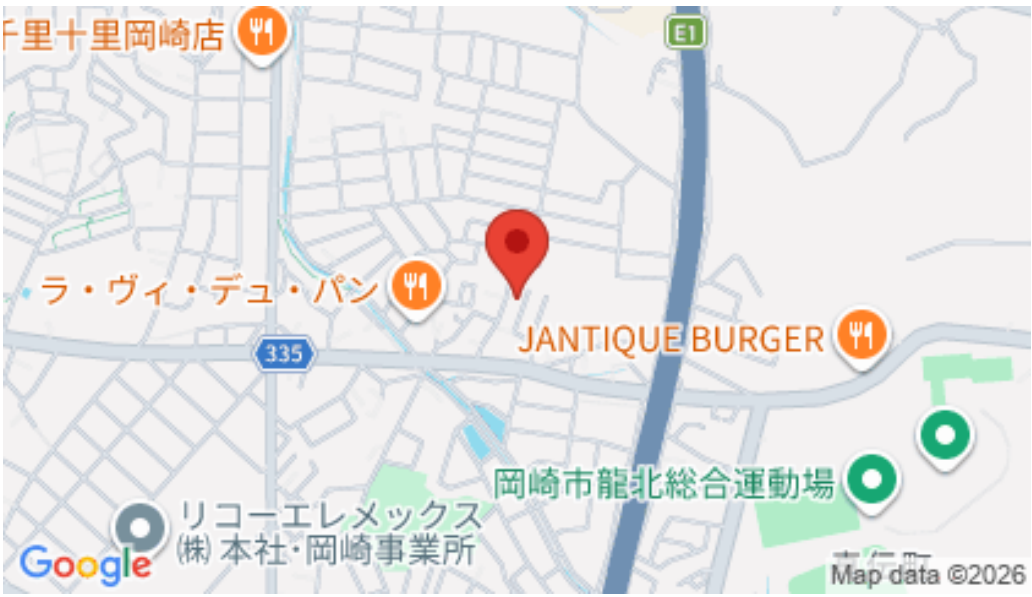 千里十里岡崎店
E1
ラ・ヴィ・デュ・パン
JANTIQUE BURGER
335
岡崎市龍北総合運動場
リコーエレメックス
㈱ 本社・岡崎事業所
Google
Map data ©2026